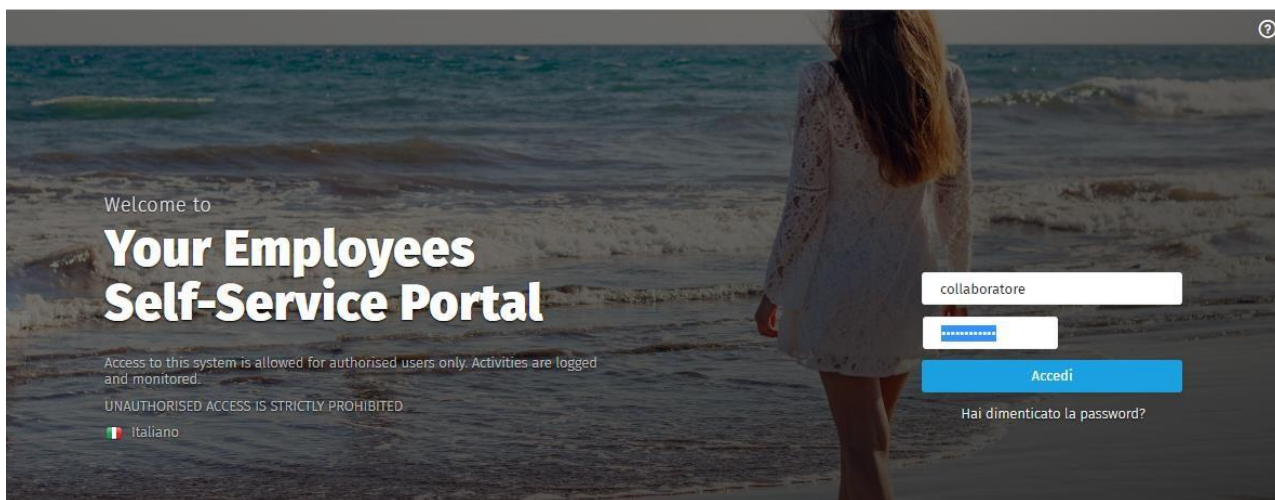 Welcome to
Your Employees
Self-Service Portal
Access to this system is allowed for authorised users only. Activities are logged
and monitored.
UNAUTHORISED ACCESS IS STRICTLY PROHIBITED
Italiano
collaboratore
Accedi
Hai dimenticato la password?